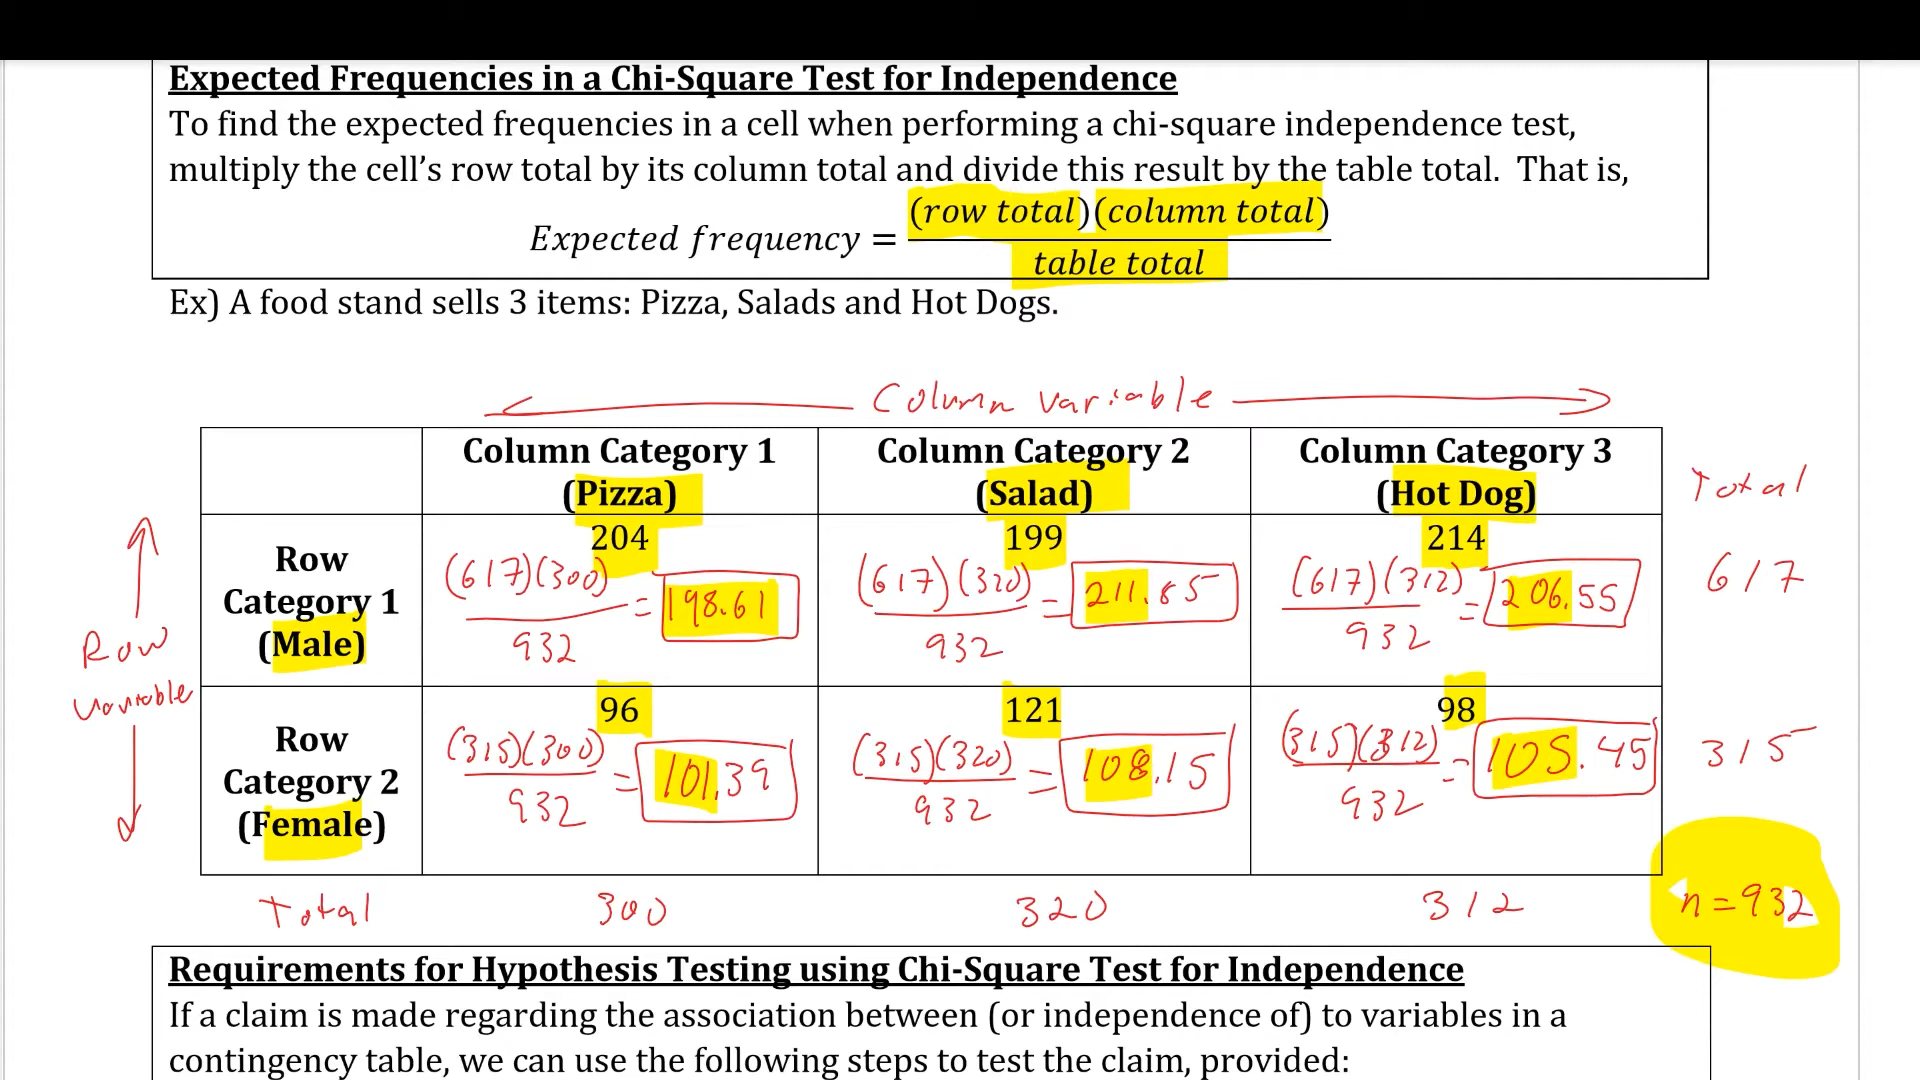 Expected Frequencies in a Chi-Square Test for Independence
To find the expected frequencies in a cell when performing a chi-square independence test,
multiply the cell's row total by its column total and divide this result by the table total. That is,
Expected frequency = (row total)(column total)
table total
Ex) A food stand sells 3 items: Pizza, Salads and Hot Dogs.
Column variable
Column Category 1 (Pizza)
Column Category 2 (Salad)
Column Category 3 (Hot Dog)
Total
Row variable
Row
Category 1
(Male)
204
(617)(300)
932
= 198.61
199
(617)(320)
932
= 211.85
214
(617)(312)
932
= 206.55
617
Row
Category 2
(Female)
96
(315)(300)
932
= 101.39
121
(315)(320)
932
= 108.15
98
(315)(312)
932
= 105.45
315
Total 300 320 312 n=932
Requirements for Hypothesis Testing using Chi-Square Test for Independence
If a claim is made regarding the association between (or independence of) to variables in a
contingency table, we can use the following steps to test the claim, provided: